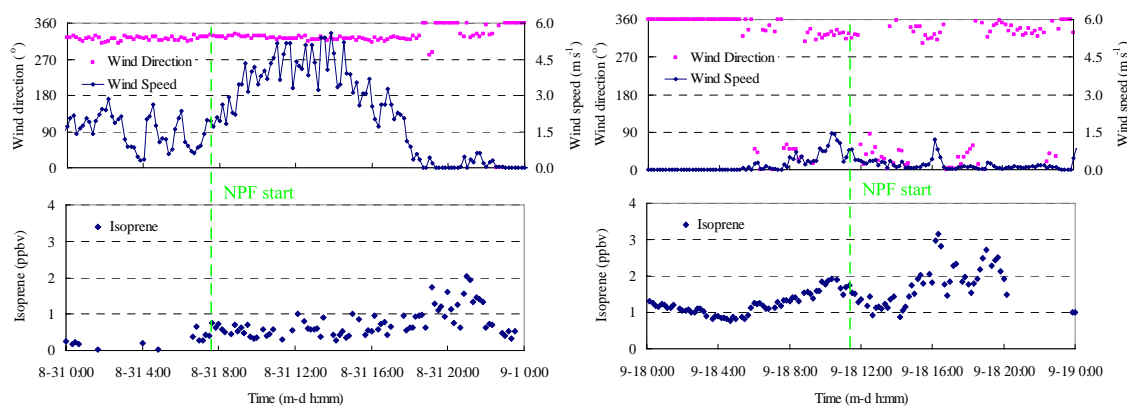 360
270
180
90
0
Wind direction (°)
Wind Direction
Wind Speed
6.0
4.5
3.0
1.5
0.0
Wind speed (m s-1)
NPF start
4
3
2
1
0
Isoprene (ppbv)
Isoprene
8-31 0:00 8-31 4:00 8-31 8:00 8-31 12:00 8-31 16:00 8-31 20:00 9-1 0:00
Time (m-d h:mm)
360
270
180
90
0
Wind direction (°)
Wind Direction
Wind Speed
6.0
4.5
3.0
1.5
0.0
Wind speed (m s-1)
NPF start
4
3
2
1
0
Isoprene (ppbv)
Isoprene
9-18 0:00 9-18 4:00 9-18 8:00 9-18 12:00 9-18 16:00 9-18 20:00 9-19 0:00
Time (m-d h:mm)